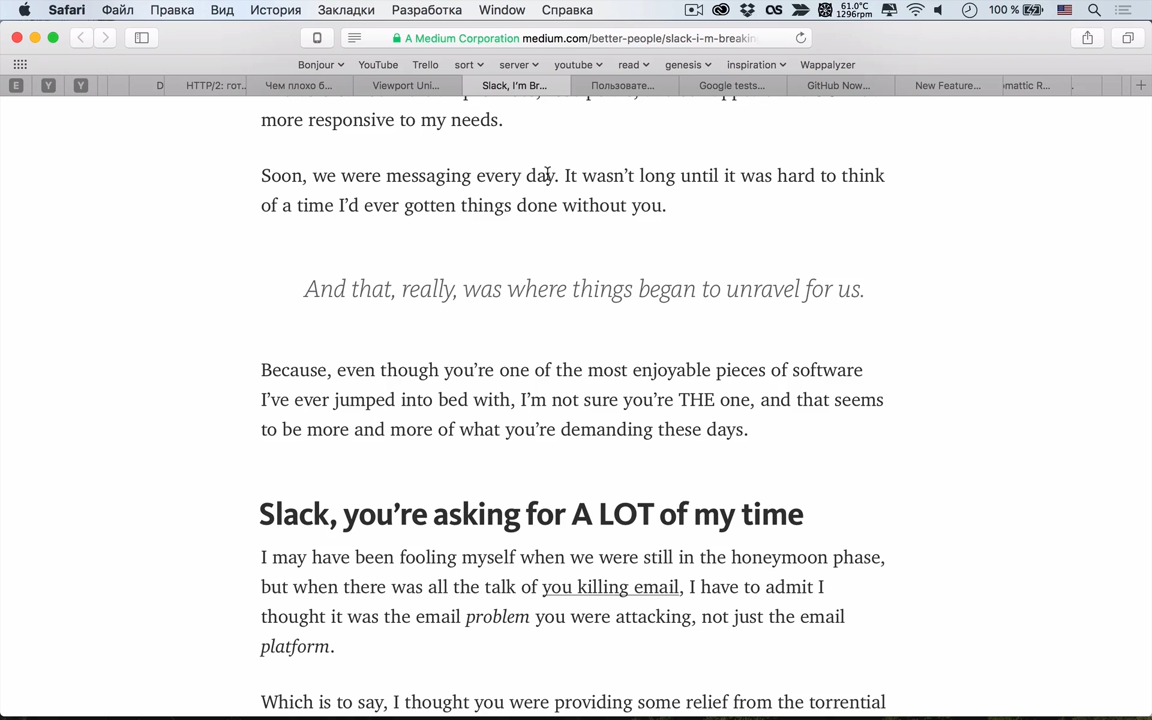 Safari Файл Правка Вид История Закладки Разработка Window Справка 61.0°C 1296rpm 100 %
A Medium Corporation medium.com/better-people/slack-i-m-breakin
Bonjour YouTube Trello sort server youtube read genesis inspiration Wappalyzer
E Y Y D HTTP/2: гот.. Чем плохо б... Viewport Uni... Slack, I'm Br... Пользовате... Google tests... GitHub Now... New Feature... omattic R...
more responsive to my needs.
Soon, we were messaging every day. It wasn't long until it was hard to think
of a time I'd ever gotten things done without you.
And that, really, was where things began to unravel for us.
Because, even though you're one of the most enjoyable pieces of software
I've ever jumped into bed with, I'm not sure you're THE one, and that seems
to be more and more of what you're demanding these days.
Slack, you're asking for A LOT of my time
I may have been fooling myself when we were still in the honeymoon phase,
but when there was all the talk of you killing email, I have to admit I
thought it was the email problem you were attacking, not just the email
platform.
Which is to say, I thought you were providing some relief from the torrential